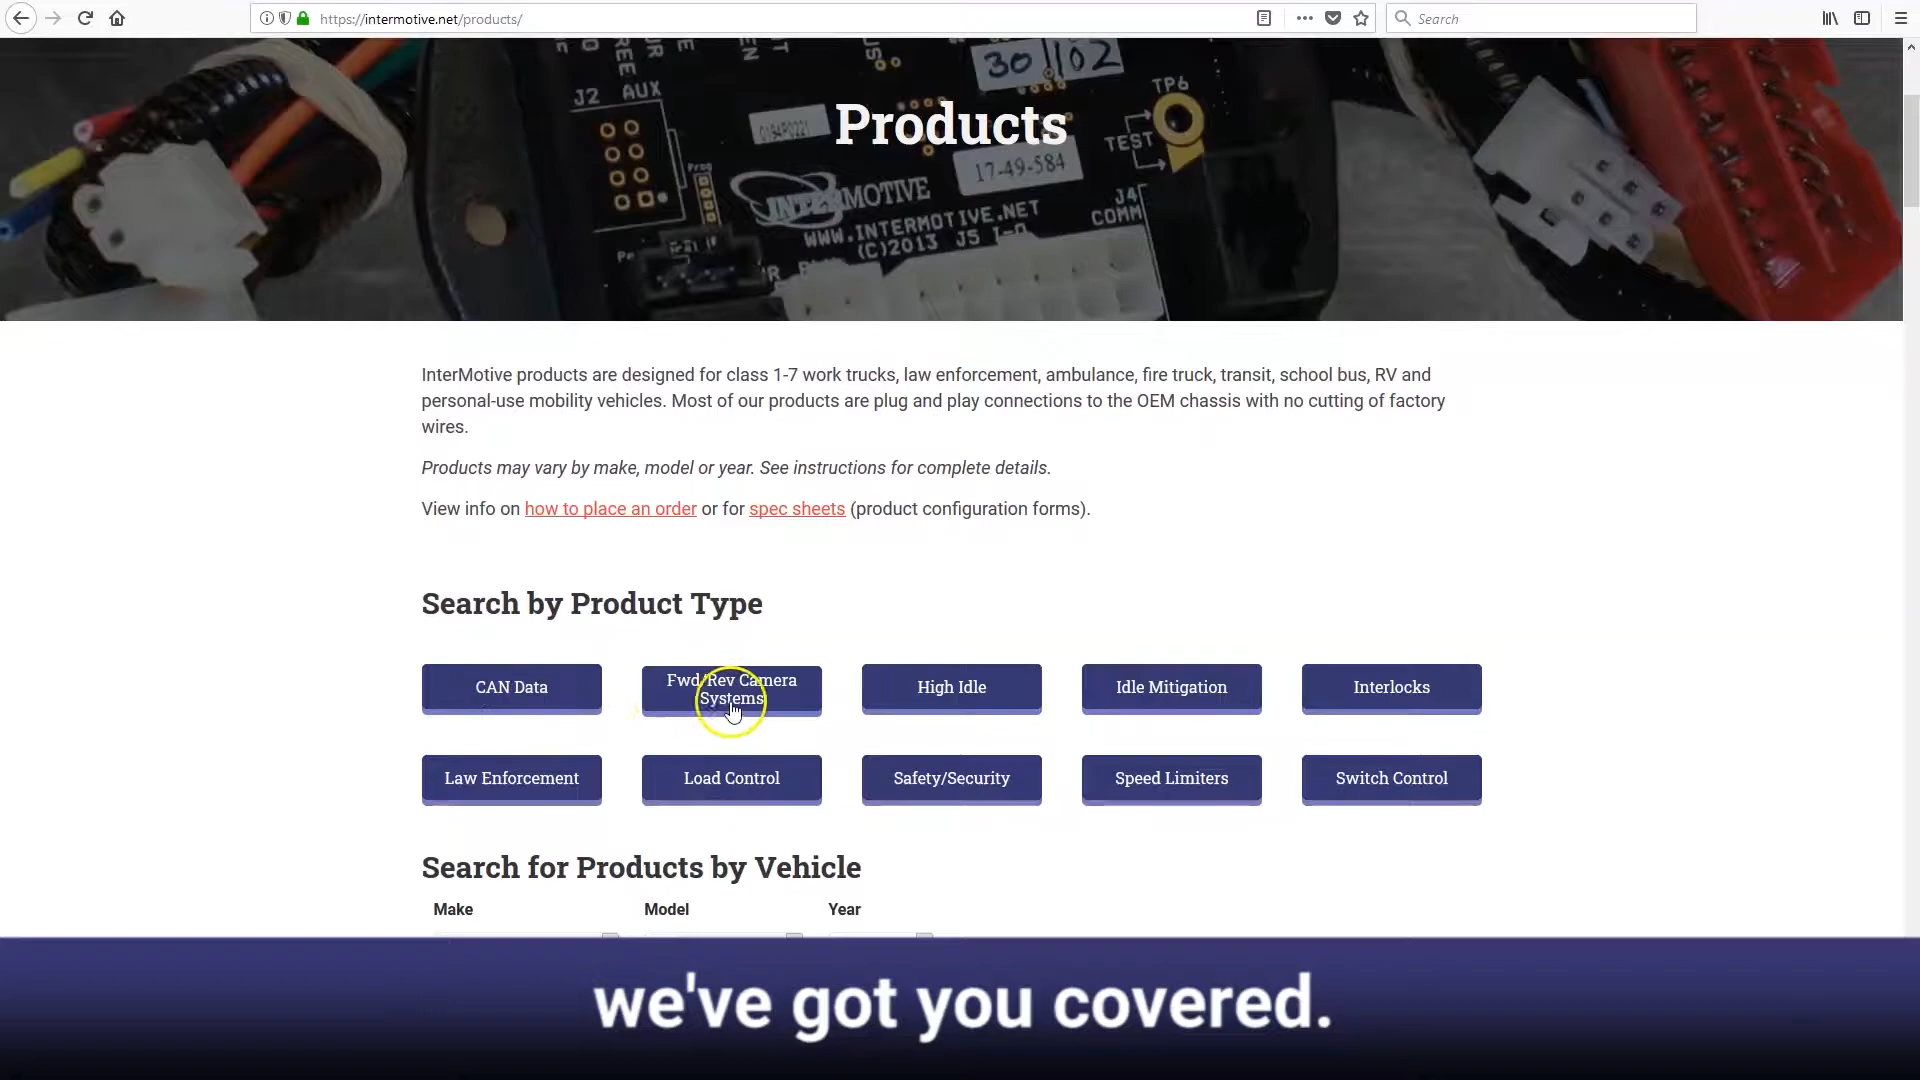 https://intermotive.net/products/
Search
30 102
J2 AUX
TP6
TEST
Products
17-49-584
INTERMOTIVE
WWW.INTERMOTIVE.NET
(C)2013 J5 I-O
J4
COMM
InterMotive products are designed for class 1-7 work trucks, law enforcement, ambulance, fire truck, transit, school bus, RV and
personal-use mobility vehicles. Most of our products are plug and play connections to the OEM chassis with no cutting of factory
wires.
Products may vary by make, model or year. See instructions for complete details.
View info on how to place an order or for spec sheets (product configuration forms).
Search by Product Type
CAN Data
Fwd/Rev Camera
Systems
High Idle
Idle Mitigation
Interlocks
Law Enforcement
Load Control
Safety/Security
Speed Limiters
Switch Control
Search for Products by Vehicle
Make Model Year
we've got you covered.